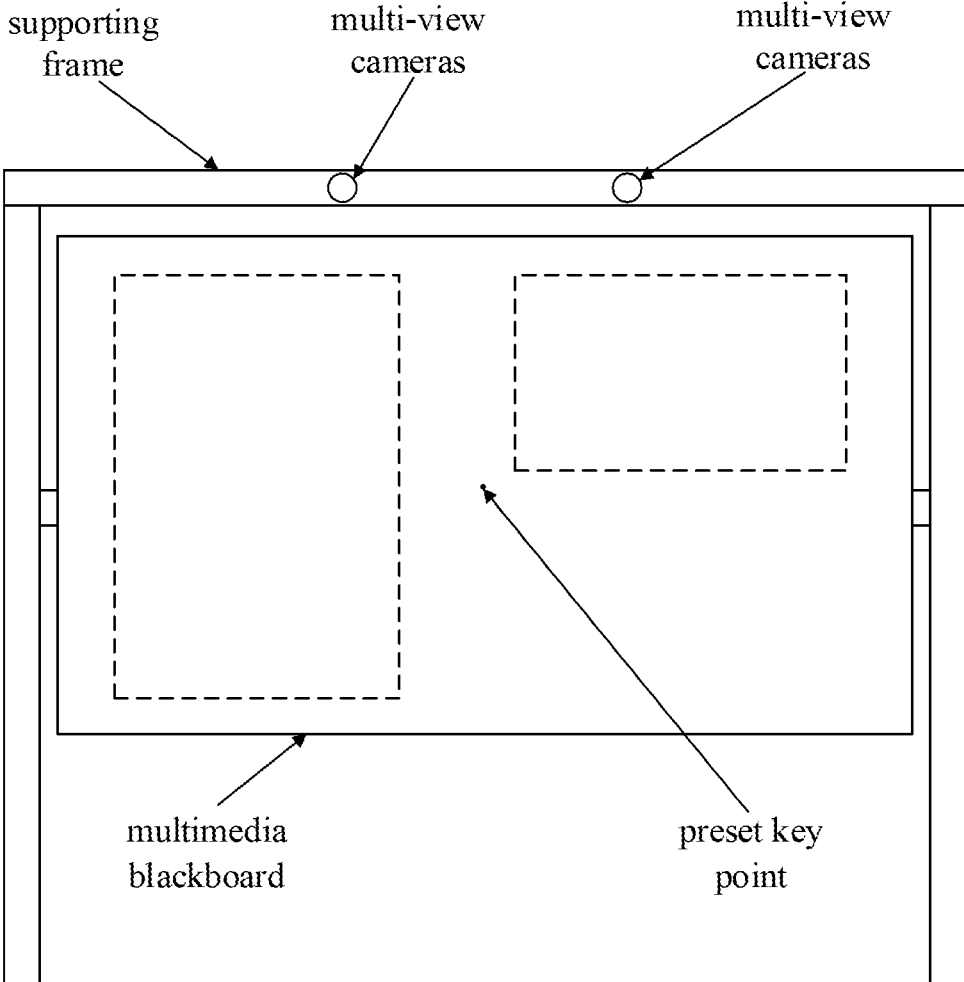 supporting
frame
multi-view
cameras
multi-view
cameras
multimedia
blackboard
preset key
point